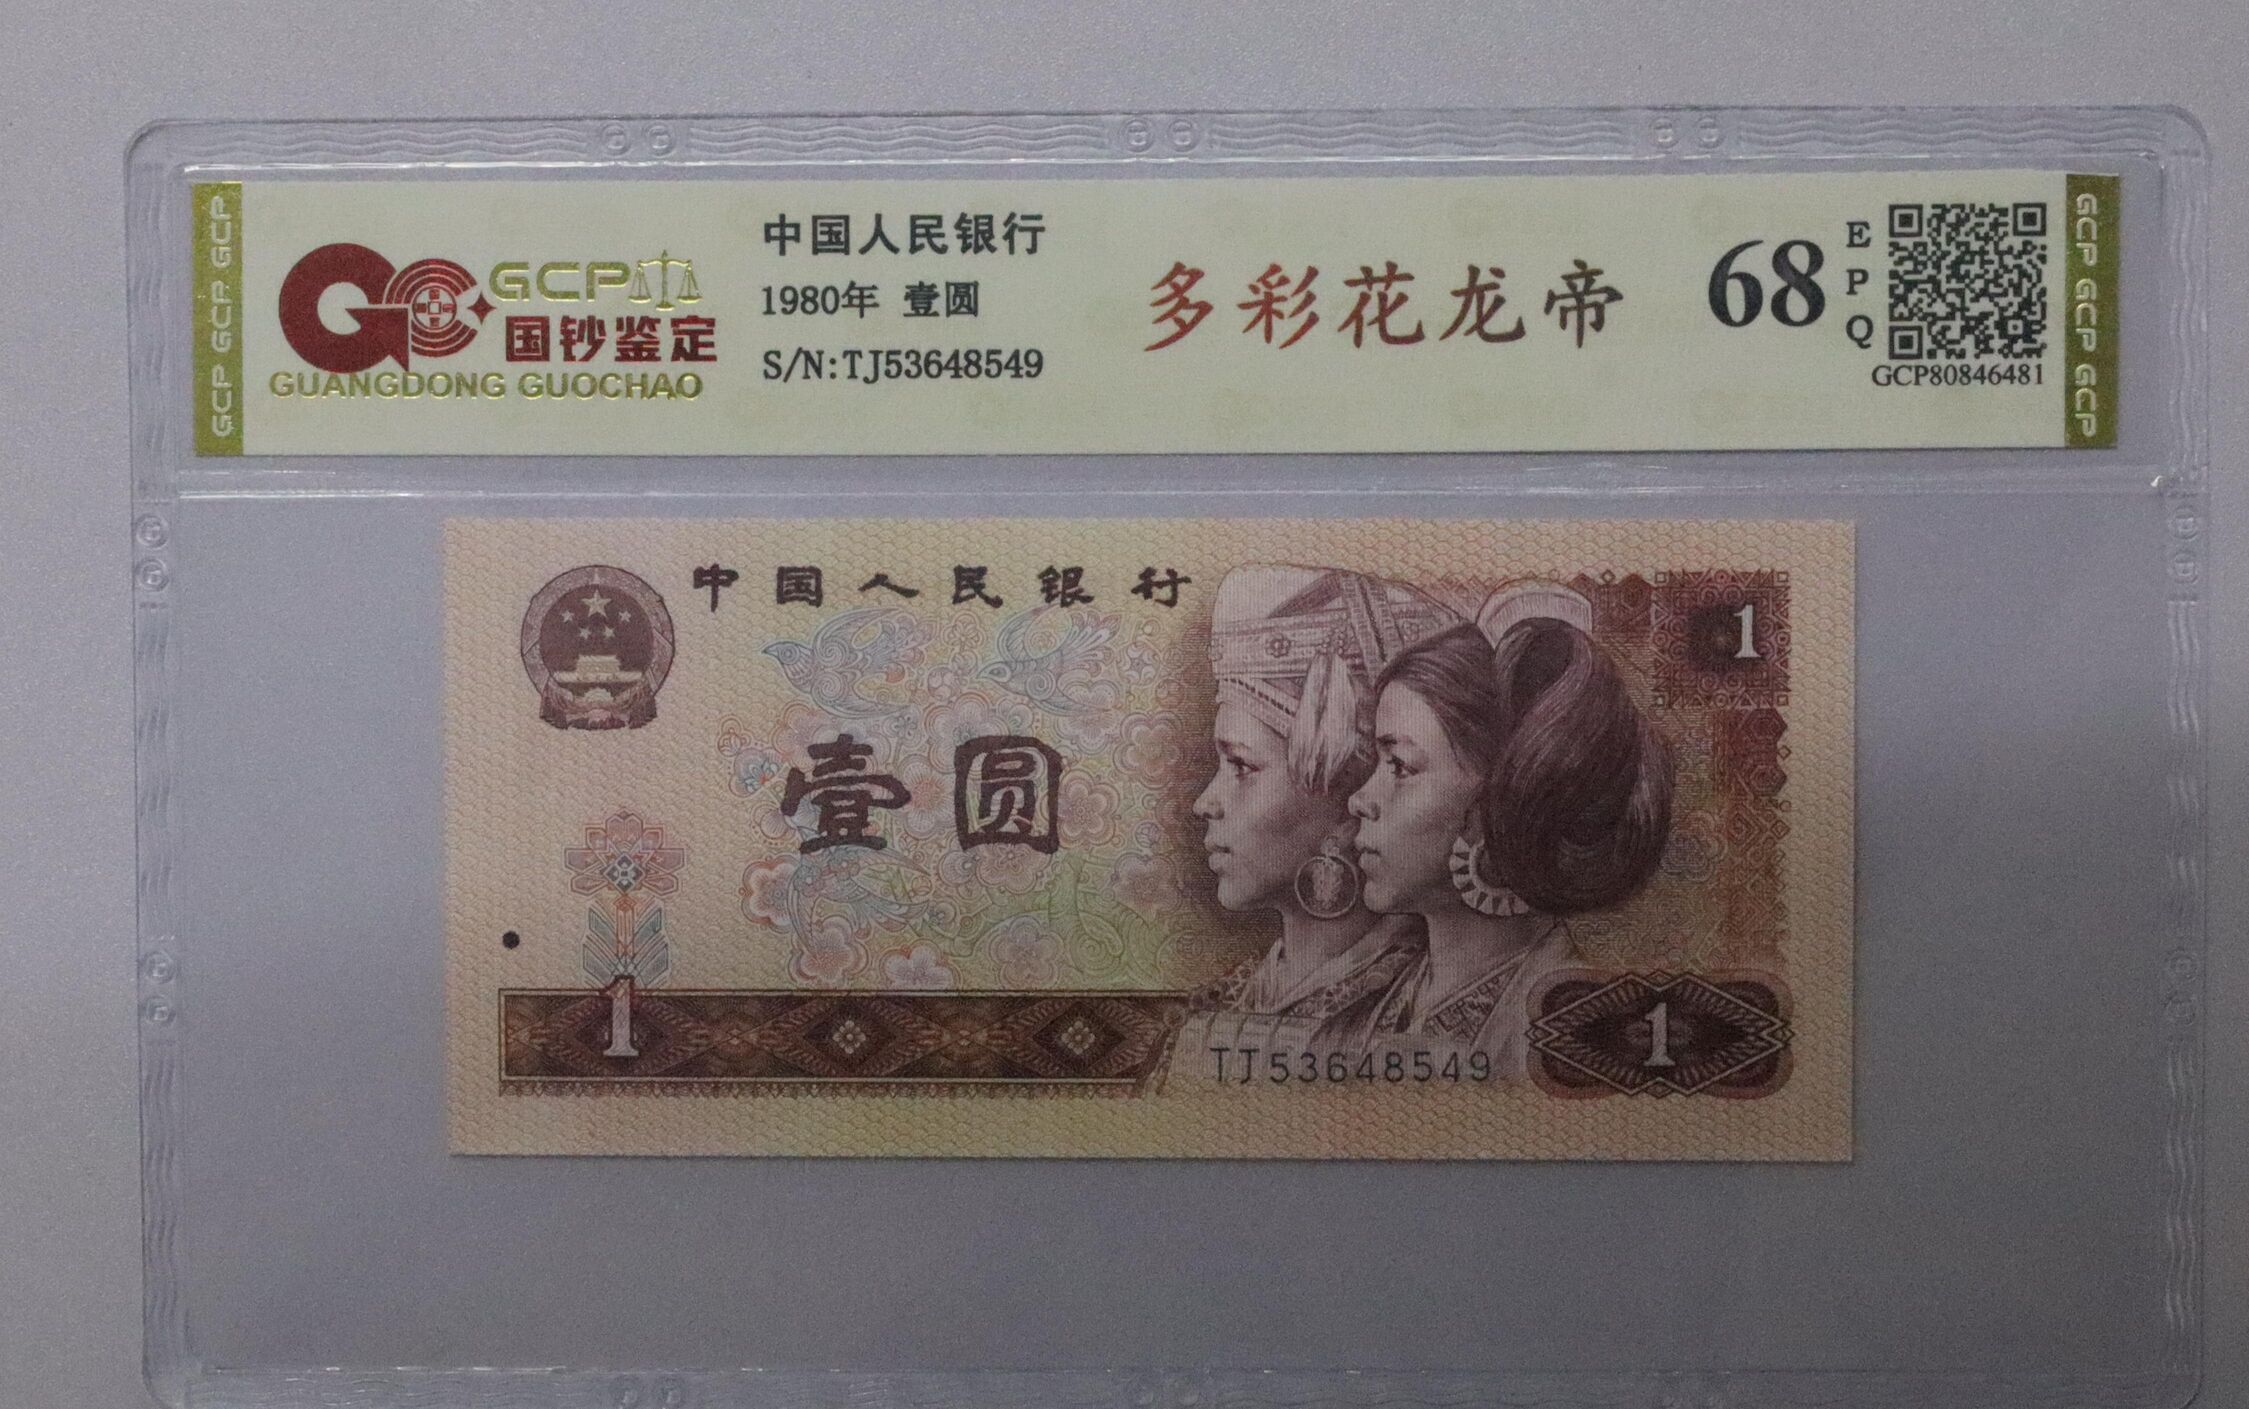 GCP GCP GCP
GCP
国钞鉴定
GUANGDONG GUOCHAO
中国人民银行
1980年 壹圆
S/N:TJ53648549
多彩花龙帝
68
EPQ
GCP80846481
GCP GCP GCP
中国人民银行
1
壹圆
1
1
TJ53648549